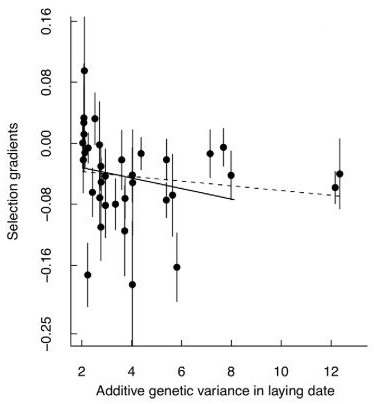 0.16
0.08
0.00
−0.08
−0.16
−0.25
Selection gradients
2 4 6 8 10 12
Additive genetic variance in laying date